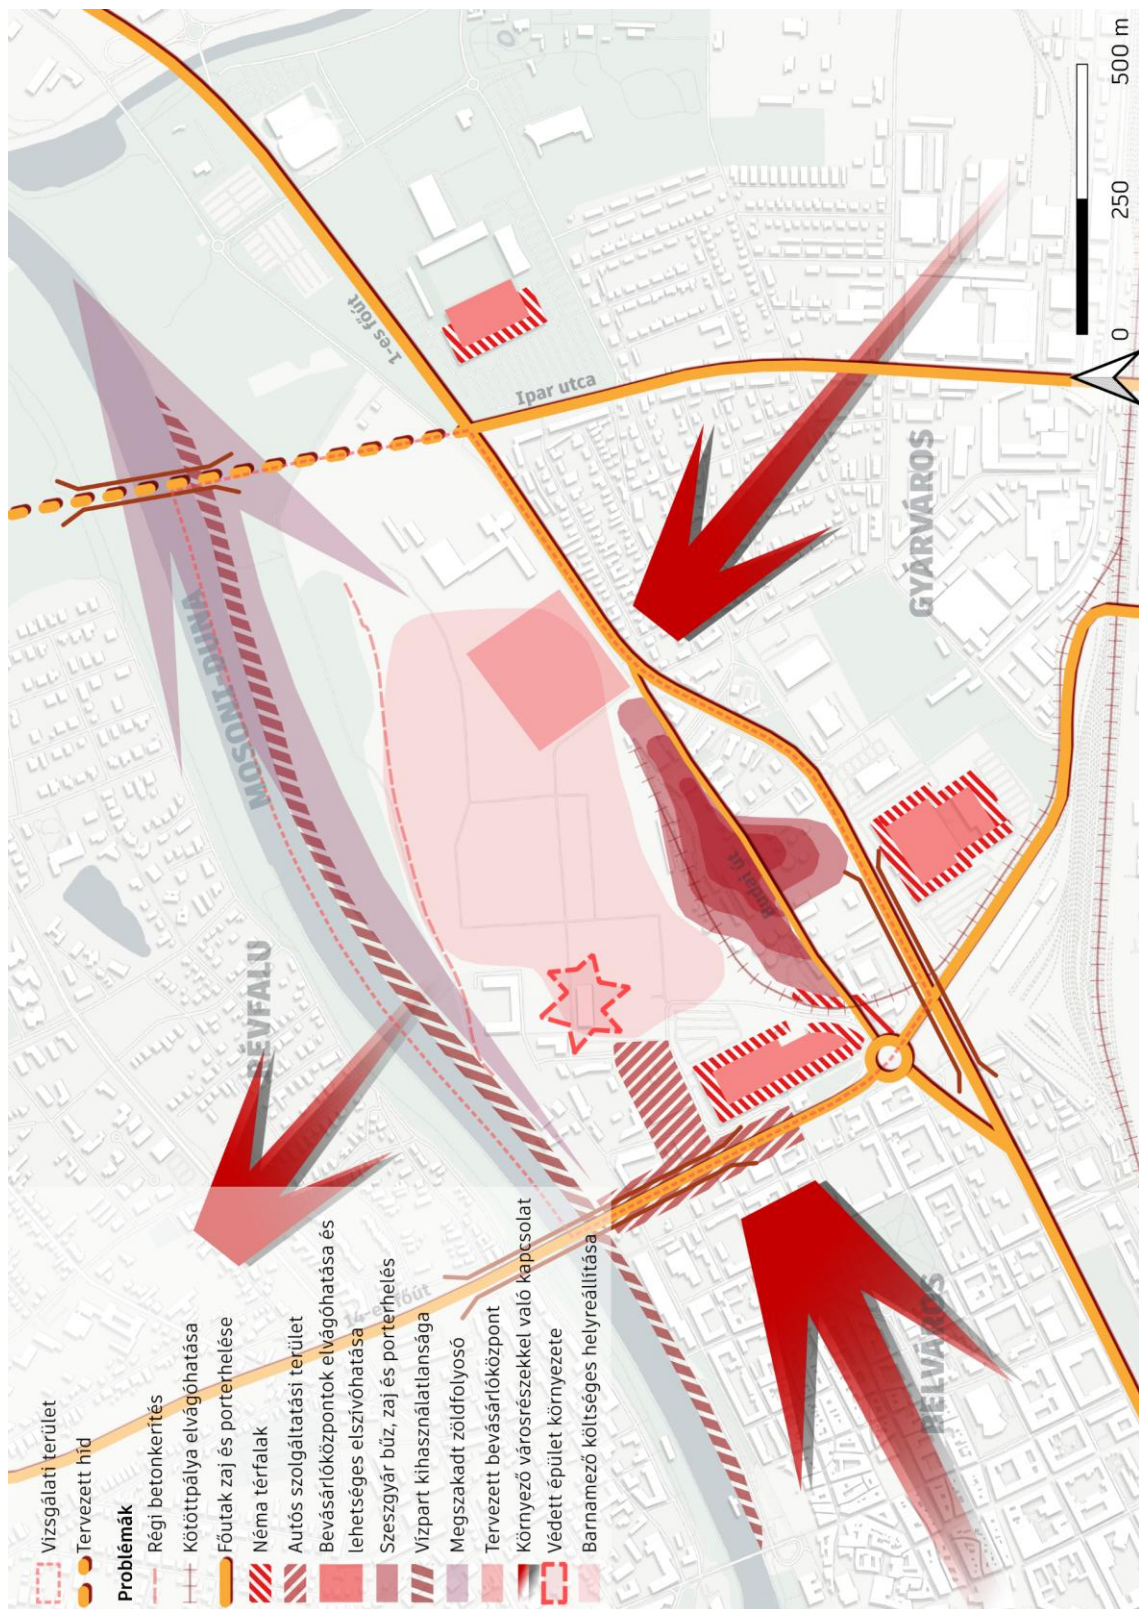 Vizsgálati terület
Tervezett híd
Problémák
Régi betonkerítés
Kötöttpálya elvágóhatása
Főutak zaj és porterhelése
Néma térfalak
Autós szolgáltatási terület
Bevásárlóközpontok elvágóhatása és
lehetséges elszívóhatása
Szeszgyár bűz, zaj és porterhelés
Vízpart kihasználatlansága
Megszakadt zöldfolyosó
Tervezett bevásárlóközpont
Környező városrészekkel való kapcsolat
Védett épület környezete
Barnamező költséges helyreállítása
14-es főút
RÉVFALU
MOSONI-DUNA
1-es főút
Ipar utca
Budai út
BELVÁROS
GYÁRVÁROS
0 250 500 m